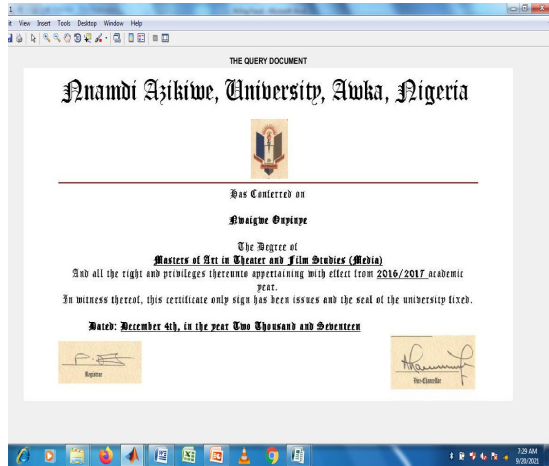 1
it View Insert Tools Desktop Window Help
THE QUERY DOCUMENT
Nnamdi Azikiwe, University, Awka, Nigeria
Has Conferred on
Nwaigwe Onyinye
The Degree of
Masters of Art in Theater and Film Studies (Media)
And all the right and privileges thereunto appertaining with effect from 2016/2017 academic
year.
In witness thereof, this certificate only sign has been issues and the seal of the university fixed.
Dated: December 4th, in the year Two Thousand and Seventeen
Registrar
Vice-Chancellor
7:29 AM
9/20/2021